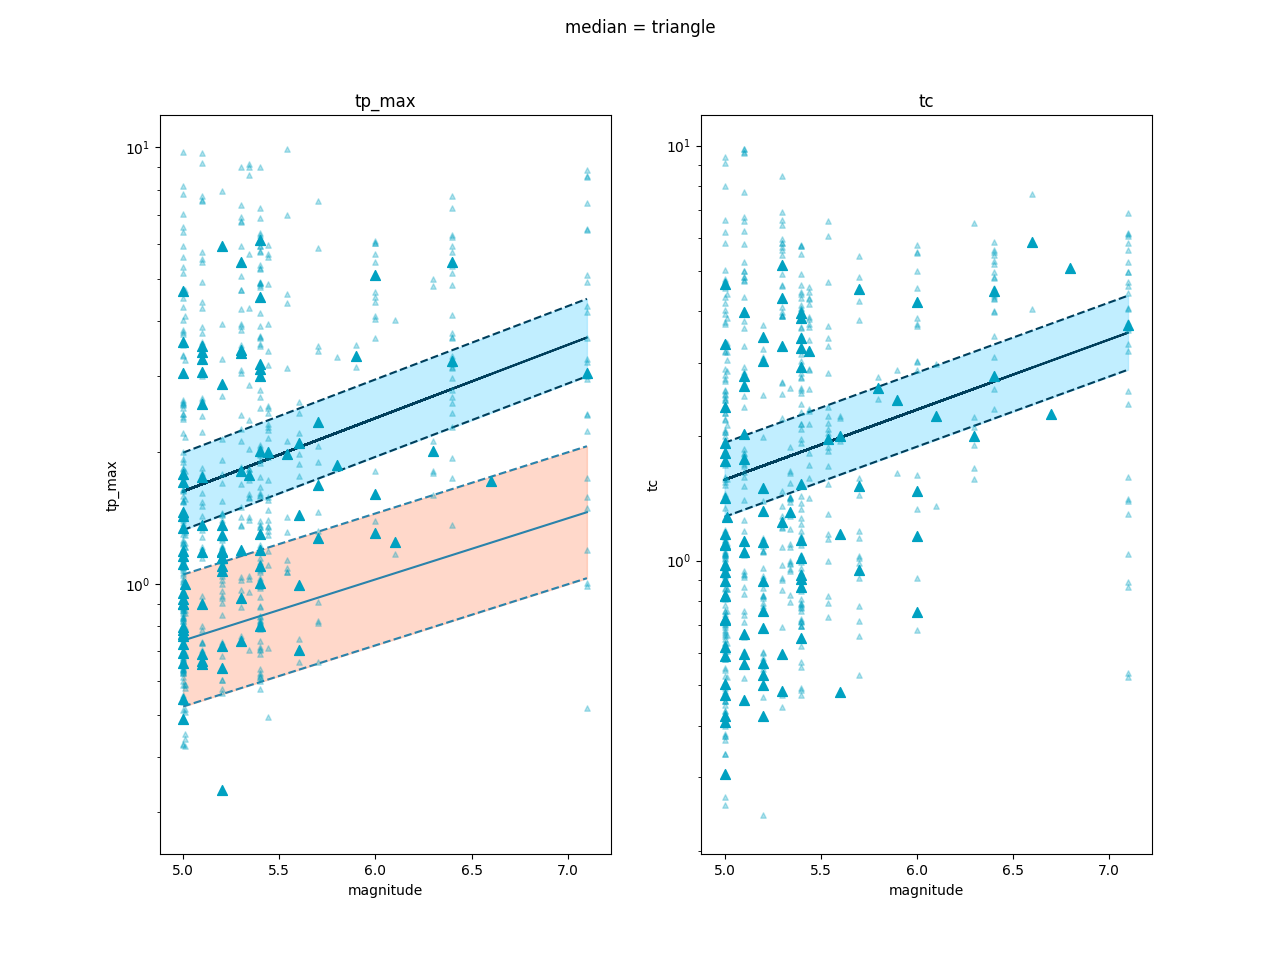 median = triangle
tp_max
tc
10^1
10^0
tp_max
5.0 5.5 6.0 6.5 7.0
magnitude
10^1
10^0
tc
5.0 5.5 6.0 6.5 7.0
magnitude